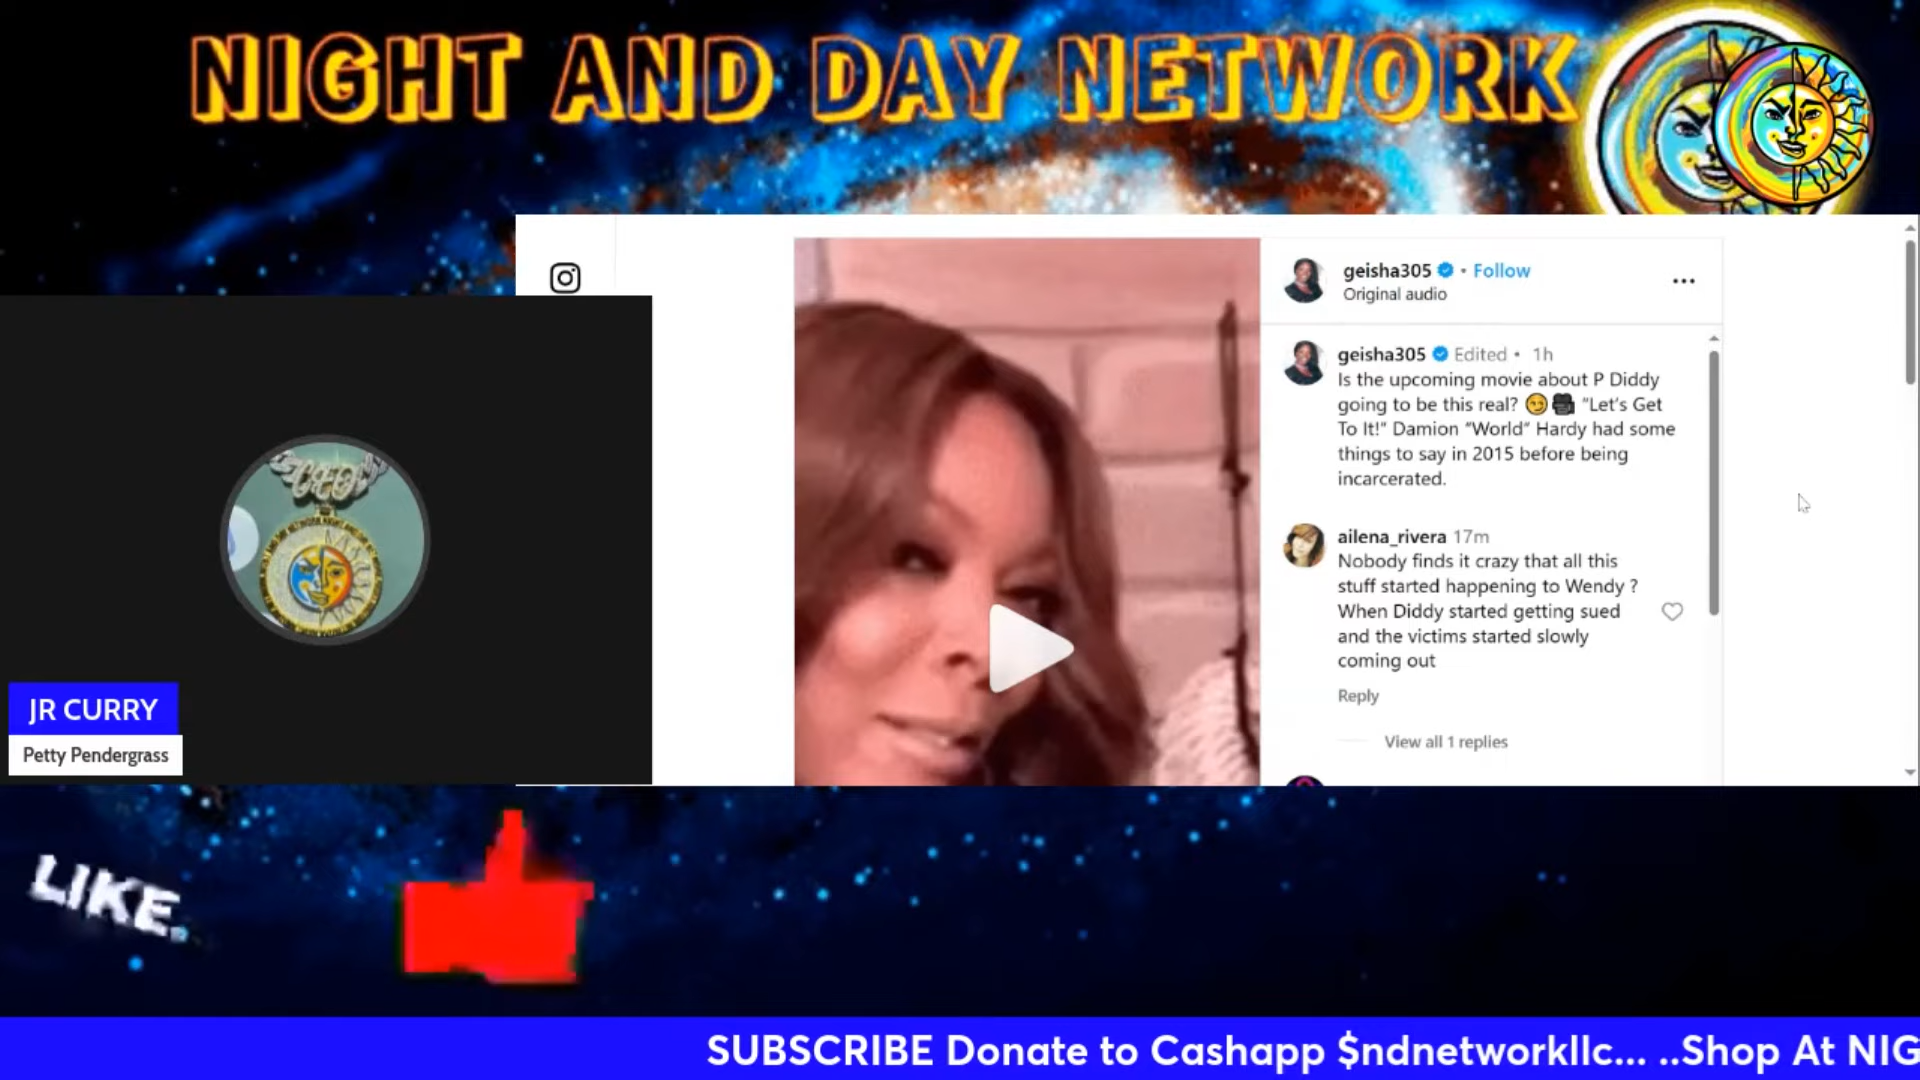 NIGHT AND DAY NETWORK
geisha305 • Follow
Original audio
geisha305 Edited • 1h
Is the upcoming movie about P Diddy
going to be this real? 😏🎥 "Let's Get
To It!" Damion "World" Hardy had some
things to say in 2015 before being
incarcerated.
ailena_rivera 17m
Nobody finds it crazy that all this
stuff started happening to Wendy ?
When Diddy started getting sued
and the victims started slowly
coming out
Reply
View all 1 replies
CEO
JR CURRY
Petty Pendergrass
LIKE.
SUBSCRIBE Donate to Cashapp $ndnetworkllc... ..Shop At NIG